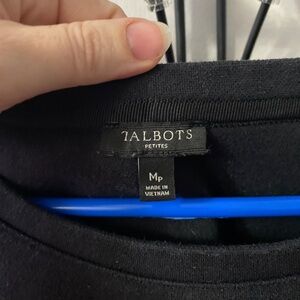 TALBOTS
PETITES
MP
MADE IN
VIETNAM